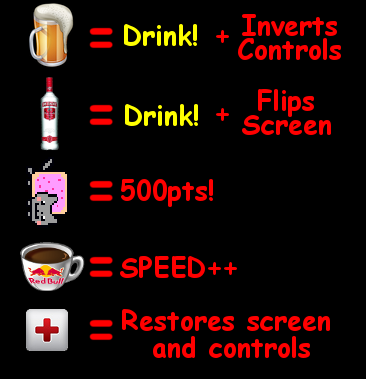 = Drink! + Inverts
Controls
= Drink! + Flips
Screen
= 500pts!
Red Bull
= SPEED++
= Restores screen
and controls